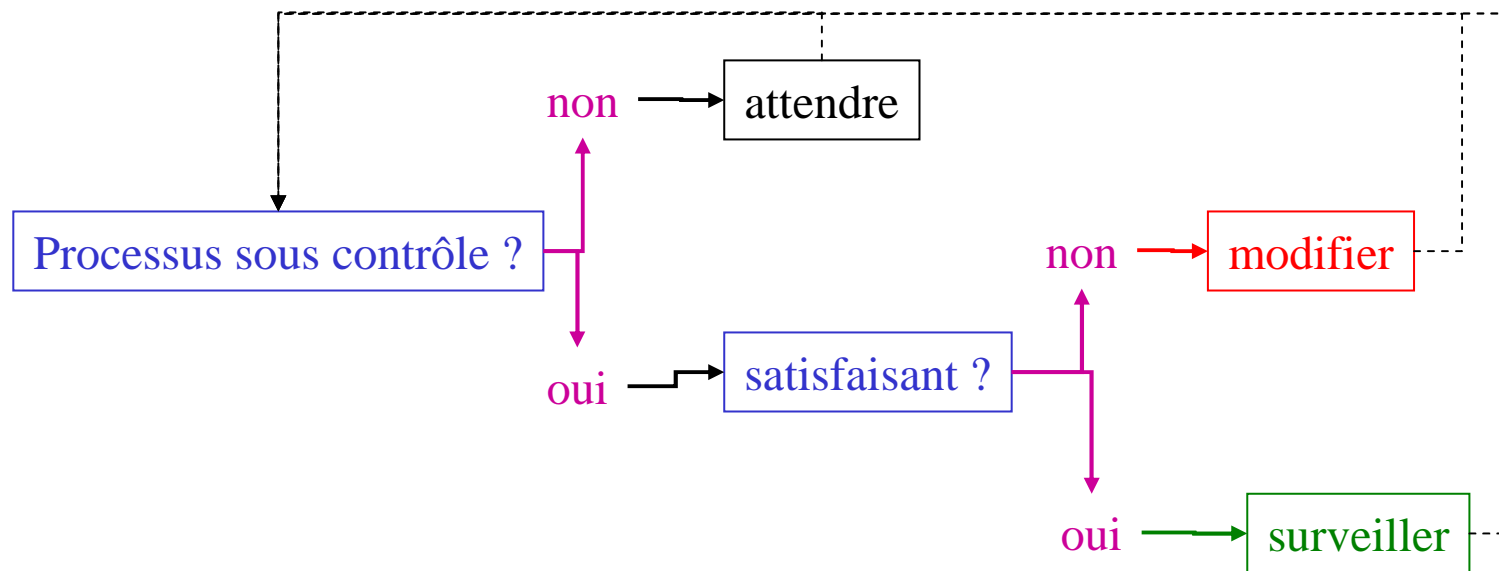 non
attendre
Processus sous contrôle ?
non
modifier
oui
satisfaisant ?
oui
surveiller